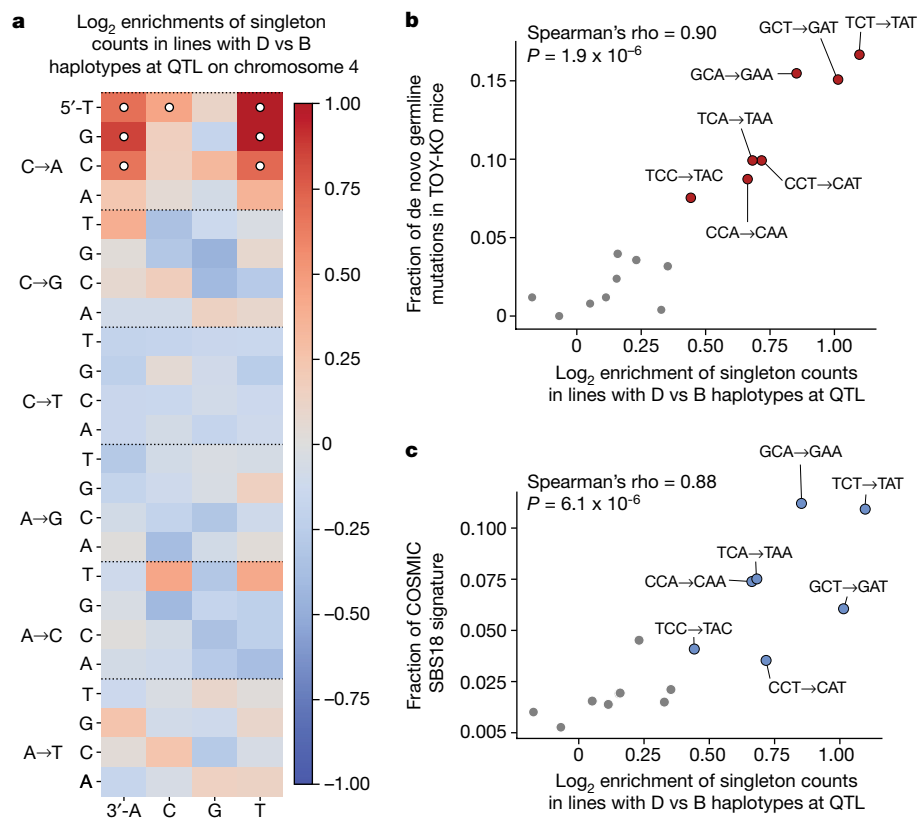 a
Log2 enrichments of singleton
counts in lines with D vs B
haplotypes at QTL on chromosome 4
5′-T
G
C→A
C
A
T
G
C→G
C
A
T
G
C→T
C
A
T
G
A→G
C
A
T
G
A→C
C
A
T
G
A→T
C
A
3′-A
C
G
T
1.00
0.75
0.50
0.25
0
−0.25
−0.50
−0.75
−1.00
b
Spearman's rho = 0.90
P = 1.9 x 10−6
GCT→GAT
TCT→TAT
GCA→GAA
TCA→TAA
TCC→TAC
CCT→CAT
CCA→CAA
Fraction of de novo germline
mutations in TOY-KO mice
0.15
0.10
0.05
0
0
0.25
0.50
0.75
1.00
Log2 enrichment of singleton counts
in lines with D vs B haplotypes at QTL
c
Spearman's rho = 0.88
P = 6.1 x 10−6
GCA→GAA
TCT→TAT
TCA→TAA
CCA→CAA
GCT→GAT
TCC→TAC
CCT→CAT
Fraction of COSMIC
SBS18 signature
0.100
0.075
0.050
0.025
0.005
0
0.25
0.50
0.75
1.00
Log2 enrichment of singleton counts
in lines with D vs B haplotypes at QTL